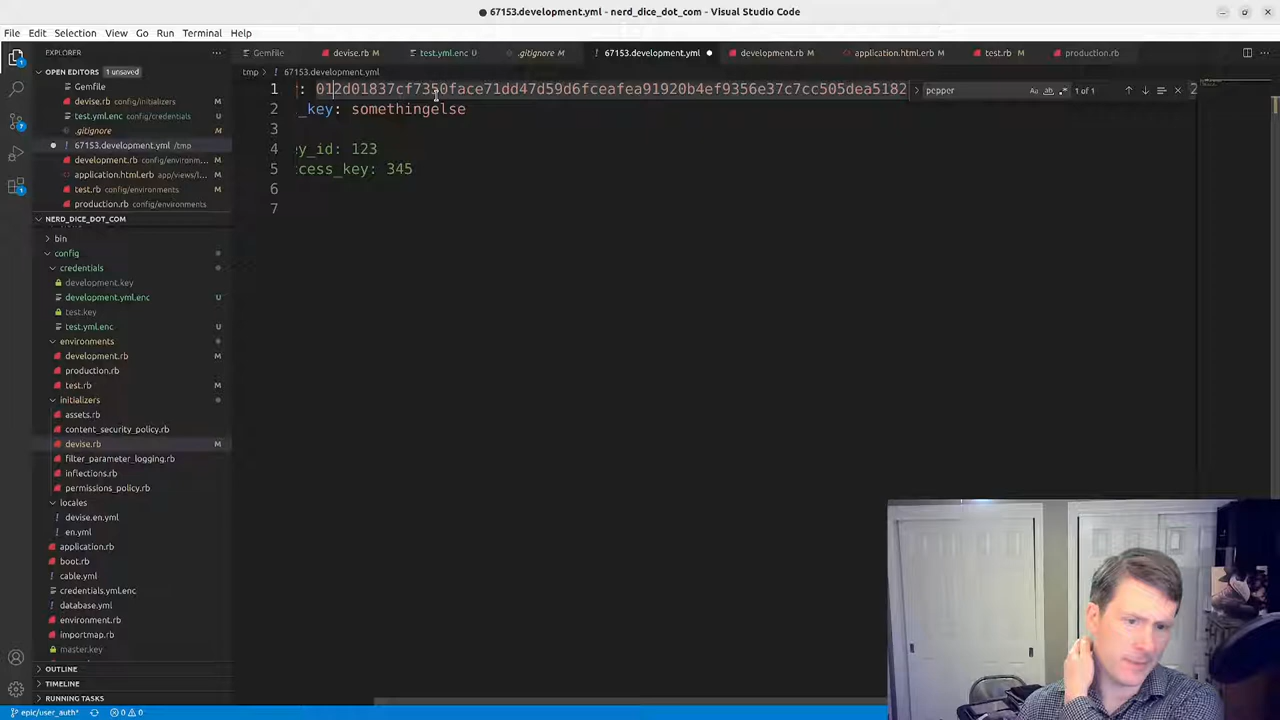 67153.development.yml - nerd_dice_dot_com - Visual Studio Code
File Edit Selection View Go Run Terminal Help
EXPLORER
Gemfile devise.rb M test.yml.enc U .gitignore M 67153.development.yml development.rb M application.html.erb M test.rb M production.rb
OPEN EDITORS 1 unsaved
tmp > ! 67153.development.yml
Gemfile
devise.rb config/initializers
test.yml.enc config/credentials
.gitignore
67153.development.yml /tmp
development.rb config/environm...
application.html.erb app/views/l...
test.rb config/environments
production.rb config/environments
1 : 012d01837cf7350face71dd47d59d6fceafea91920b4ef9356e37c7cc505dea5182
2 _key: somethingelse
3
4 ey_id: 123
5 cess_key: 345
6
7
pepper Aa ab .* 1 of 1
NERD_DICE_DOT_COM
bin
config
credentials
development.key
development.yml.enc U
test.key
test.yml.enc U
environments
development.rb M
production.rb
test.rb M
initializers
assets.rb
content_security_policy.rb
devise.rb M
filter_parameter_logging.rb
inflections.rb
permissions_policy.rb
locales
devise.en.yml
en.yml
application.rb
boot.rb
cable.yml
credentials.yml.enc
database.yml
environment.rb
importmap.rb
master.key
OUTLINE
TIMELINE
RUNNING TASKS
epic/user_auth* 0 0